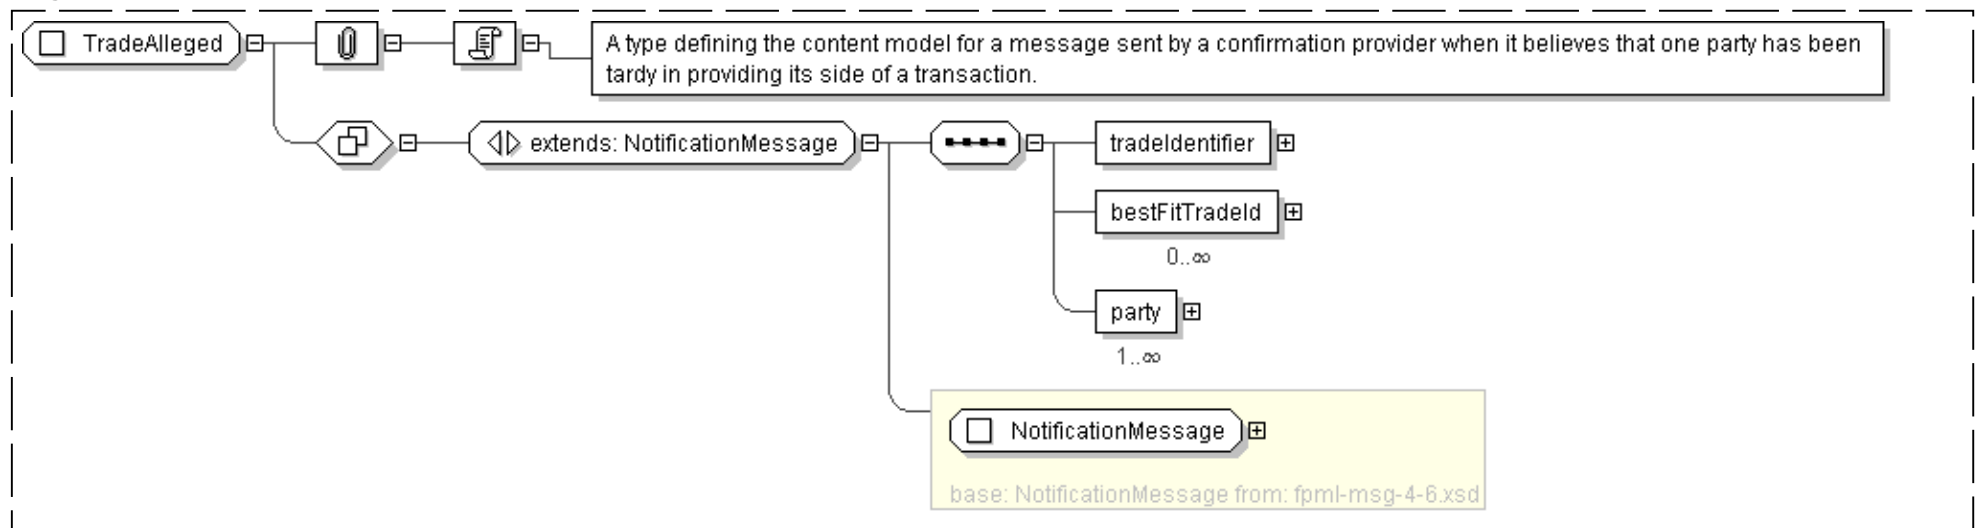 TradeAlleged
A type defining the content model for a message sent by a confirmation provider when it believes that one party has been
tardy in providing its side of a transaction.
extends: NotificationMessage
tradeIdentifier
bestFitTradeId
0..∞
party
1..∞
NotificationMessage
base: NotificationMessage from: fpml-msg-4-6.xsd